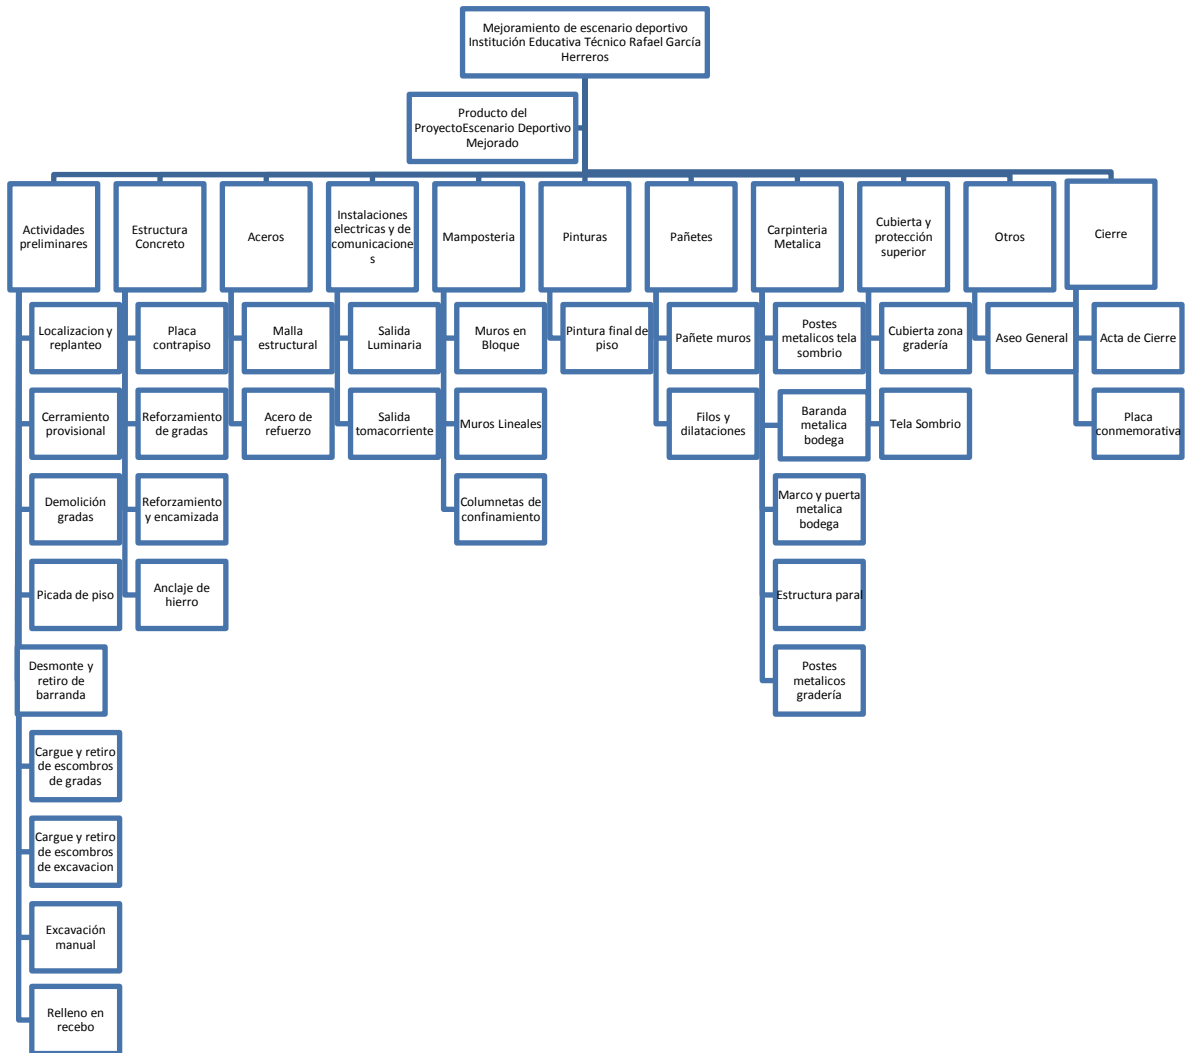 Mejoramiento de escenario deportivo
Institución Educativa Técnico Rafael García
Herreros
Producto del
ProyectoEscenario Deportivo
Mejorado
Actividades
preliminares
Localizacion y
replanteo
Cerramiento
provisional
Demolición
gradas
Picada de piso
Desmonte y
retiro de
barranda
Cargue y retiro
de escombros
de gradas
Cargue y retiro
de escombros
de excavacion
Excavación
manual
Relleno en
recebo
Estructura
Concreto
Placa
contrapiso
Reforzamiento
de gradas
Reforzamiento
y encamizada
Anclaje de
hierro
Aceros
Malla
estructural
Acero de
refuerzo
Instalaciones
electricas y de
comunicacione
s
Salida
Luminaria
Salida
tomacorriente
Mamposteria
Muros en
Bloque
Muros Lineales
Columnetas de
confinamiento
Pinturas
Pintura final de
piso
Pañetes
Pañete muros
Filos y
dilataciones
Carpinteria
Metalica
Postes
metalicos tela
sombrio
Baranda
metalica
bodega
Marco y puerta
metalica
bodega
Estructura paral
Postes
metalicos
gradería
Cubierta y
protección
superior
Cubierta zona
gradería
Tela Sombrio
Otros
Aseo General
Cierre
Acta de Cierre
Placa
conmemorativa